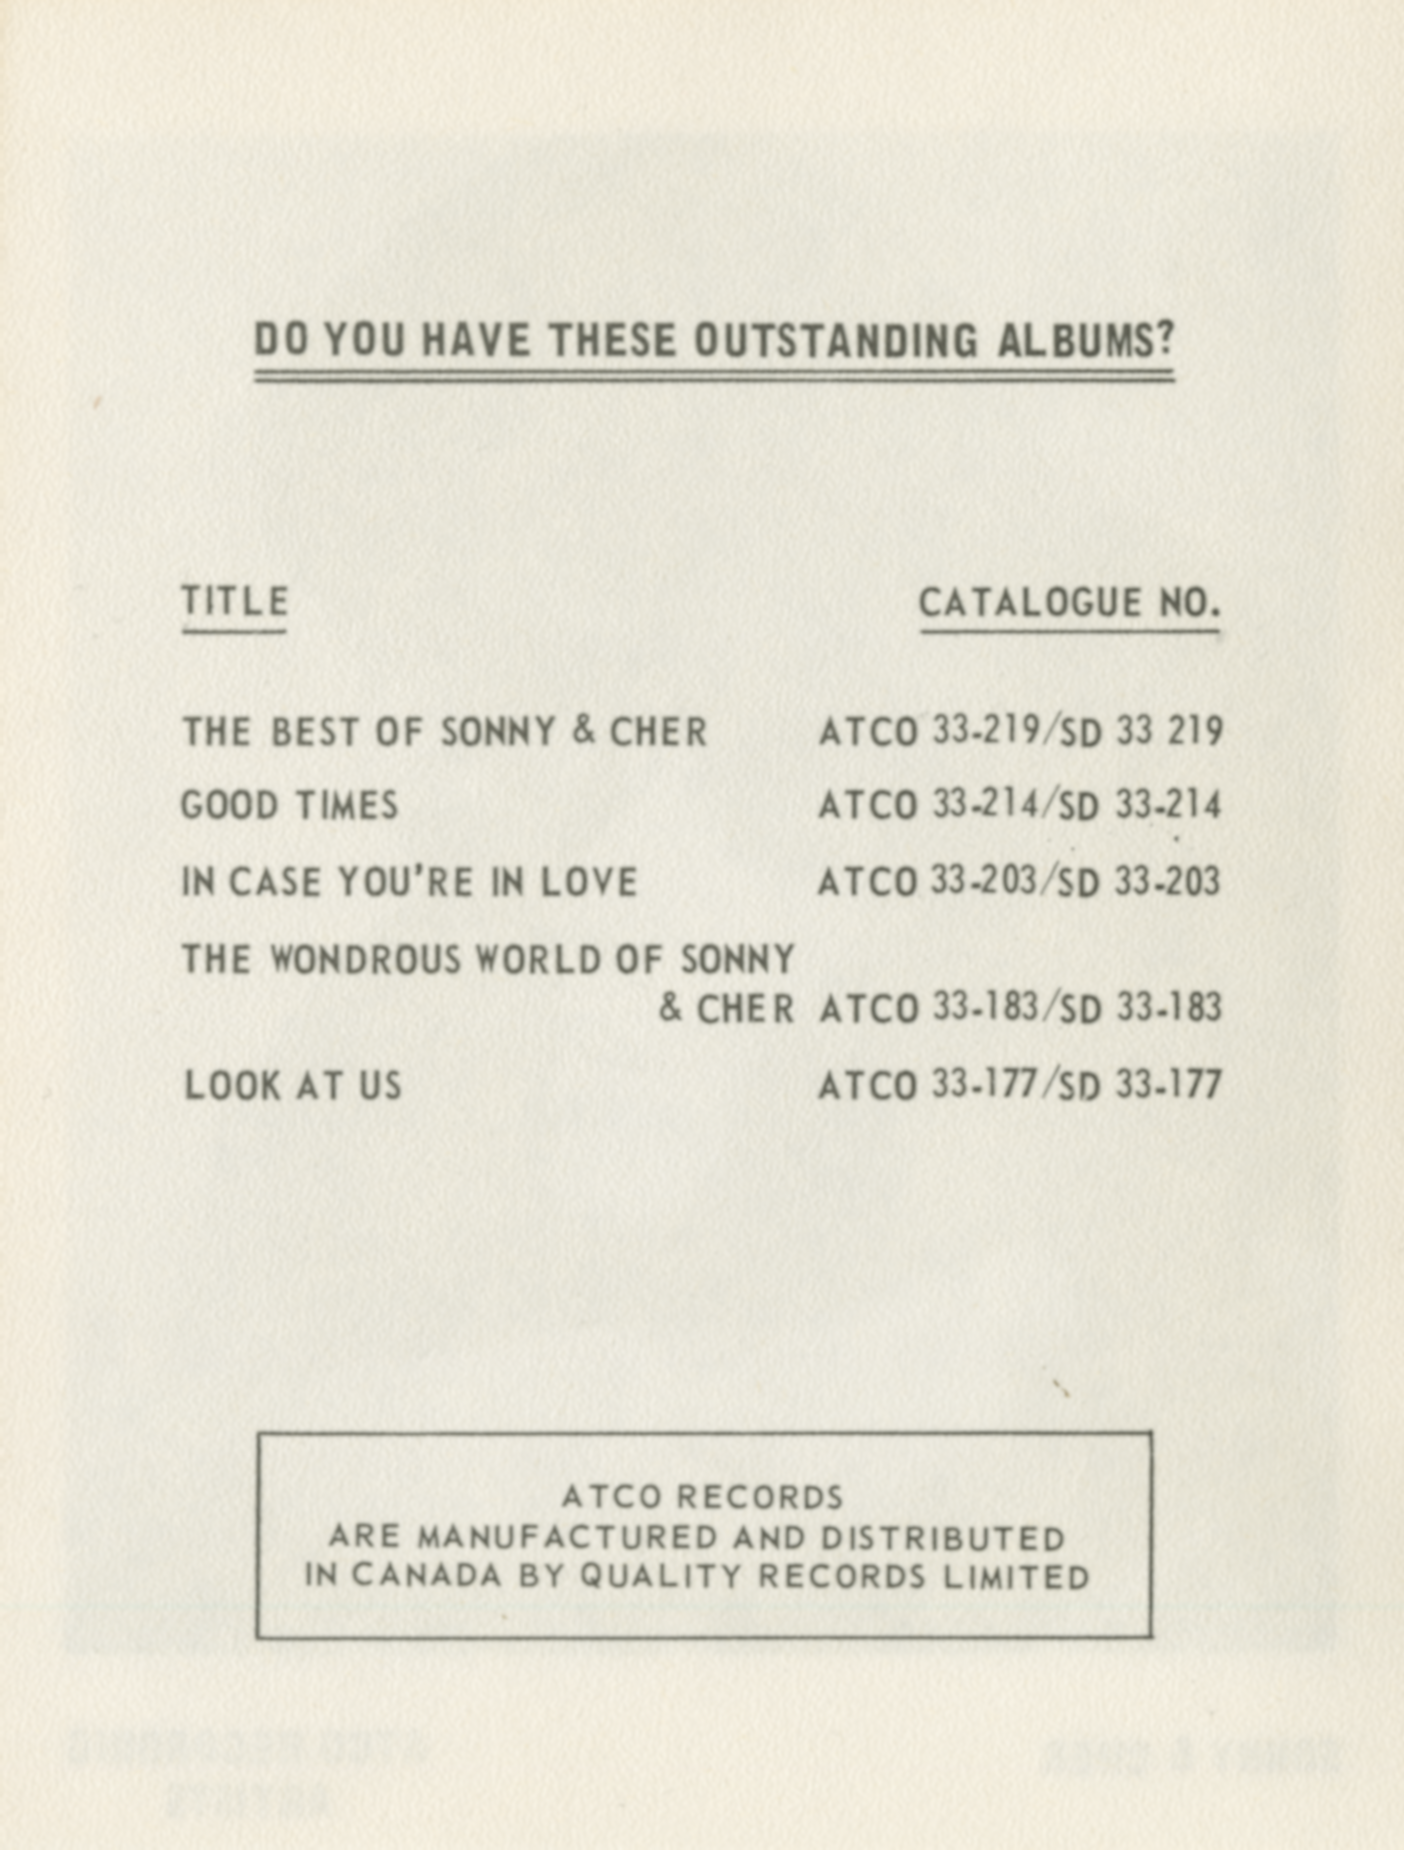 DO YOU HAVE THESE OUTSTANDING ALBUMS?
TITLE CATALOGUE NO.
THE BEST OF SONNY & CHER ATCO 33-219/SD 33 219
GOOD TIMES ATCO 33-214/SD 33-214
IN CASE YOU'RE IN LOVE ATCO 33-203/SD 33-203
THE WONDROUS WORLD OF SONNY
& CHER ATCO 33-183/SD 33-183
LOOK AT US ATCO 33-177/SD 33-177
ATCO RECORDS
ARE MANUFACTURED AND DISTRIBUTED
IN CANADA BY QUALITY RECORDS LIMITED